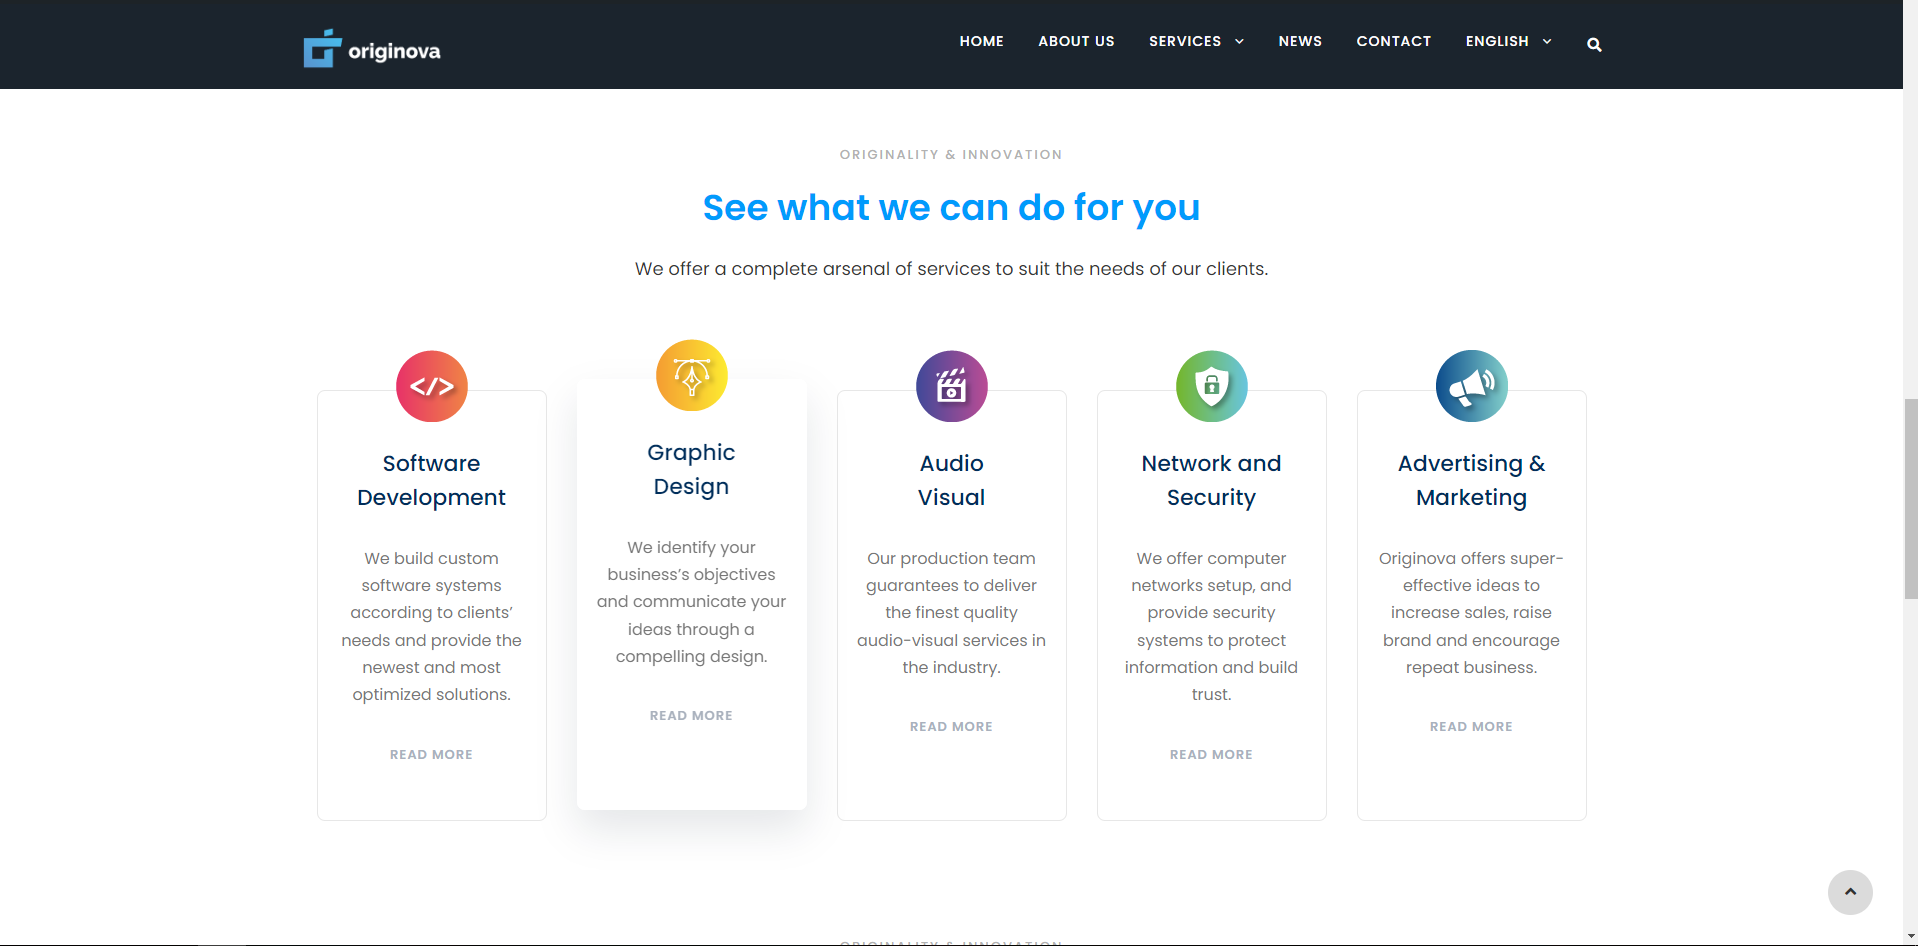 originova
HOME ABOUT US SERVICES NEWS CONTACT ENGLISH
ORIGINALITY & INNOVATION
See what we can do for you
We offer a complete arsenal of services to suit the needs of our clients.
</>
Software
Development
We build custom
software systems
according to clients’
needs and provide the
newest and most
optimized solutions.
READ MORE
Graphic
Design
We identify your
business’s objectives
and communicate your
ideas through a
compelling design.
READ MORE
Audio
Visual
Our production team
guarantees to deliver
the finest quality
audio-visual services in
the industry.
READ MORE
Network and
Security
We offer computer
networks setup, and
provide security
systems to protect
information and build
trust.
READ MORE
Advertising &
Marketing
Originova offers super-
effective ideas to
increase sales, raise
brand and encourage
repeat business.
READ MORE
ORIGINALITY & INNOVATION